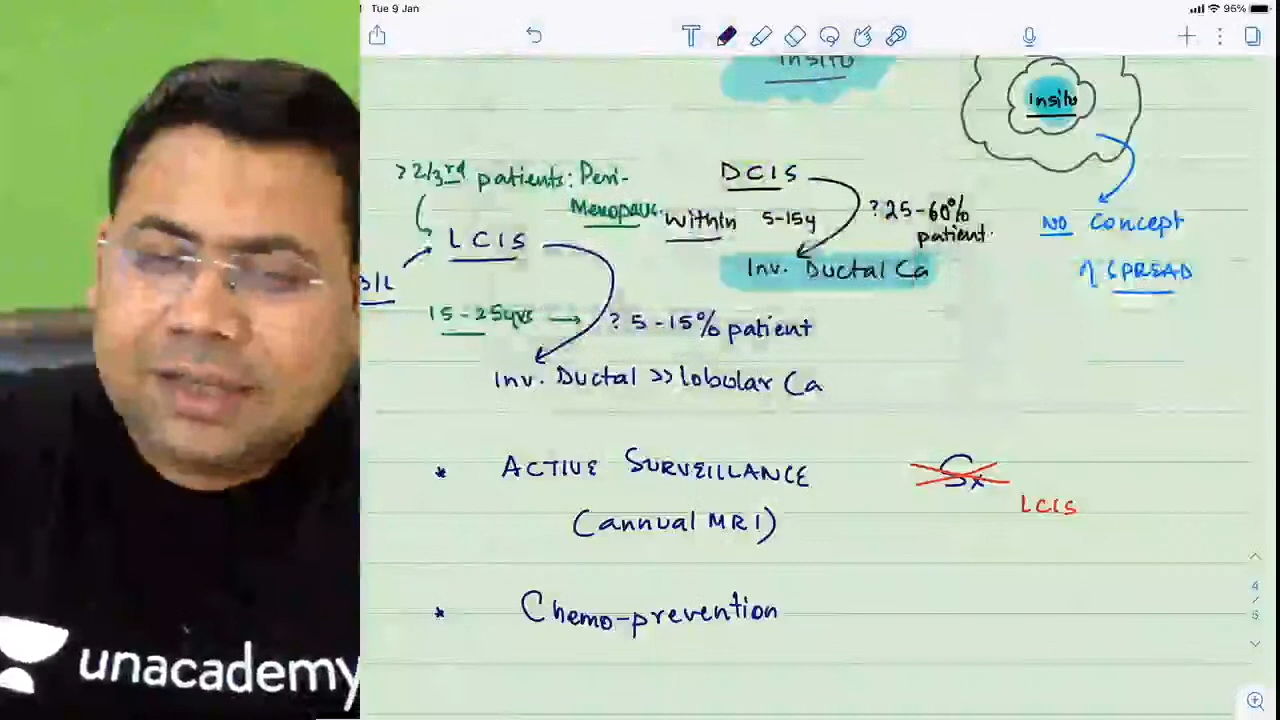 Tue 9 Jan
96%
Insitu
Insitu
>2/3rd patients: Peri-
Menopaus.
DCIS
Within 5-15y
? 25-60%
patient.
NO Concept
SPREAD
LCIS
Inv. Ductal Ca
B/L
15-25yrs → ? 5-15% patient
Inv. Ductal >> lobular Ca
* ACTIVE SURVEILLANCE
(annual MRI)
Sx
LCIS
* Chemo-prevention
4
unacademy